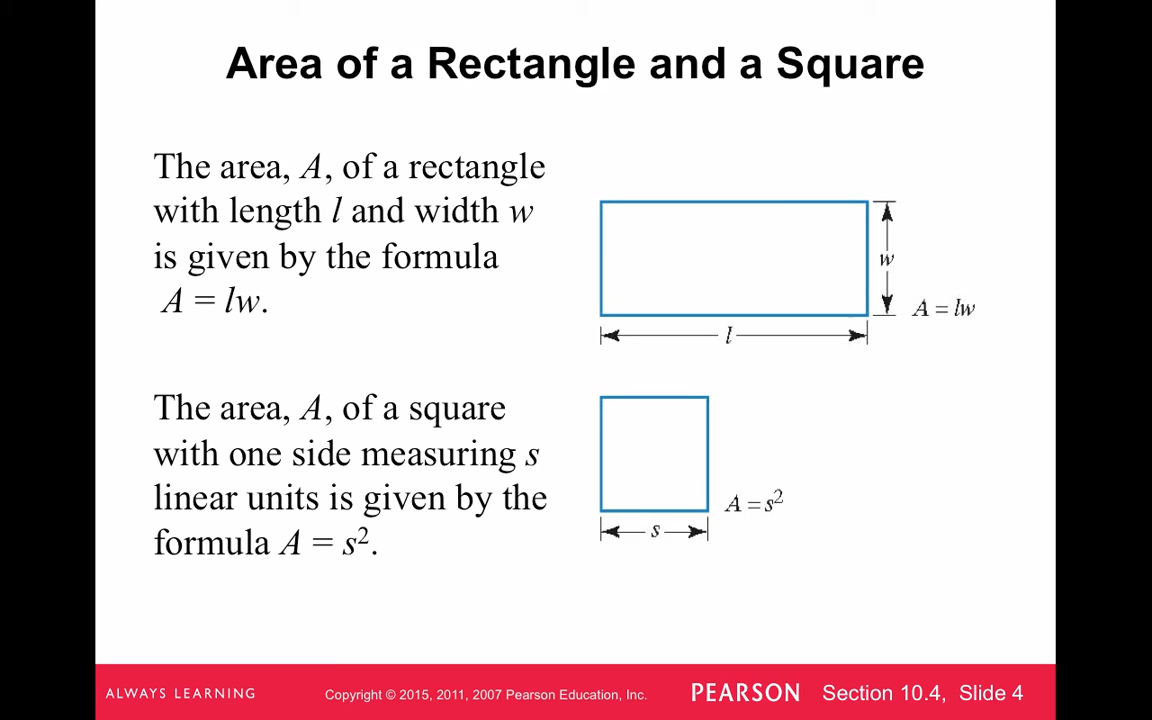 Area of a Rectangle and a Square
The area, A, of a rectangle
with length l and width w
is given by the formula
A = lw.
w
A = lw
l
The area, A, of a square
with one side measuring s
linear units is given by the
formula A = s².
A = s²
s
ALWAYS LEARNING
Copyright © 2015, 2011, 2007 Pearson Education, Inc.
PEARSON
Section 10.4, Slide 4